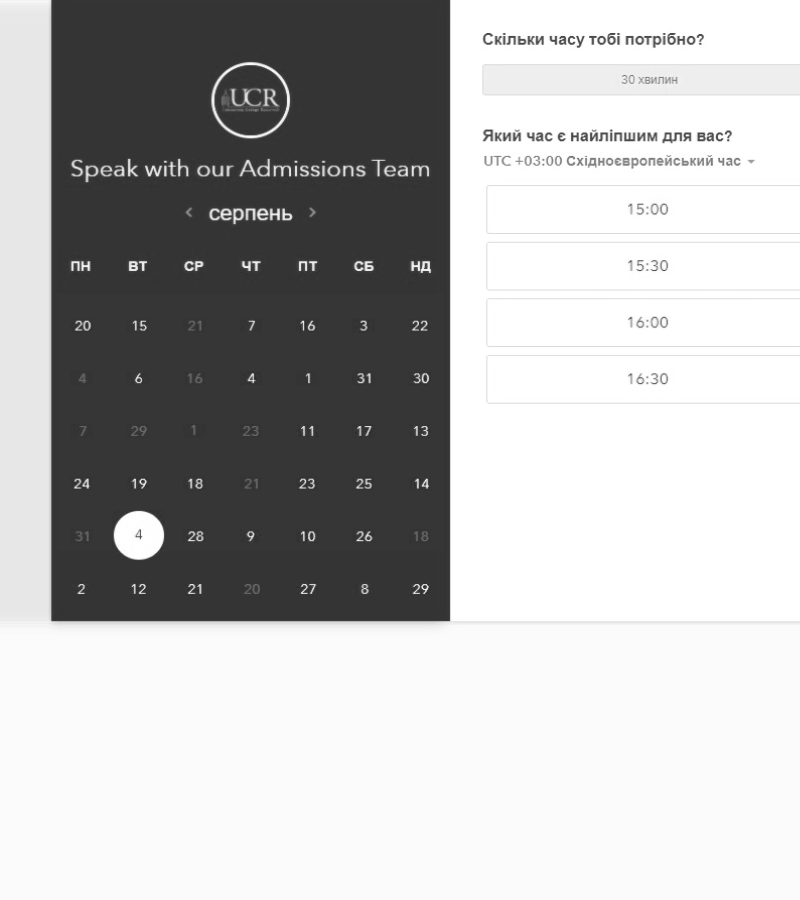 UCR
Speak with our Admissions Team
серпень
ПН ВТ СР ЧТ ПТ СБ НД
20 15 21 7 16 3 22
4 6 16 4 1 31 30
7 29 1 23 11 17 13
24 19 18 21 23 25 14
31 4 28 9 10 26 18
2 12 21 20 27 8 29
Скільки часу тобі потрібно?
30 хвилин
Який час є найліпшим для вас?
UTC +03:00 Східноєвропейський час
15:00
15:30
16:00
16:30